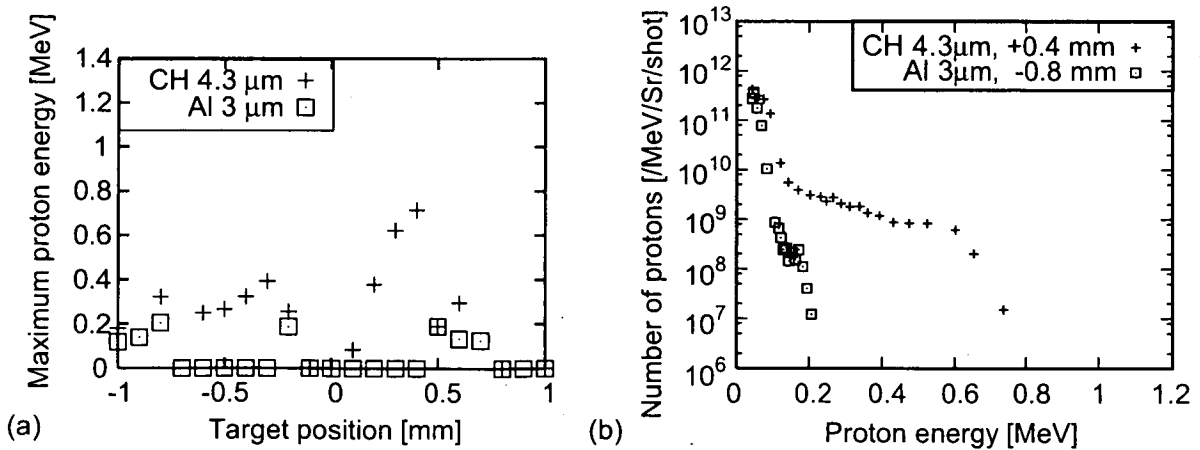 Maximum proton energy [MeV]
1.4
1.2
1
0.8
0.6
0.4
0.2
0
CH 4.3 µm +
Al 3 µm
-1
-0.5
0
0.5
1
Target position [mm]
(a)
Number of protons [/MeV/Sr/shot]
10^13
10^12
10^11
10^10
10^9
10^8
10^7
10^6
CH 4.3µm, +0.4 mm +
Al 3µm, -0.8 mm
0
0.2
0.4
0.6
0.8
1
1.2
Proton energy [MeV]
(b)